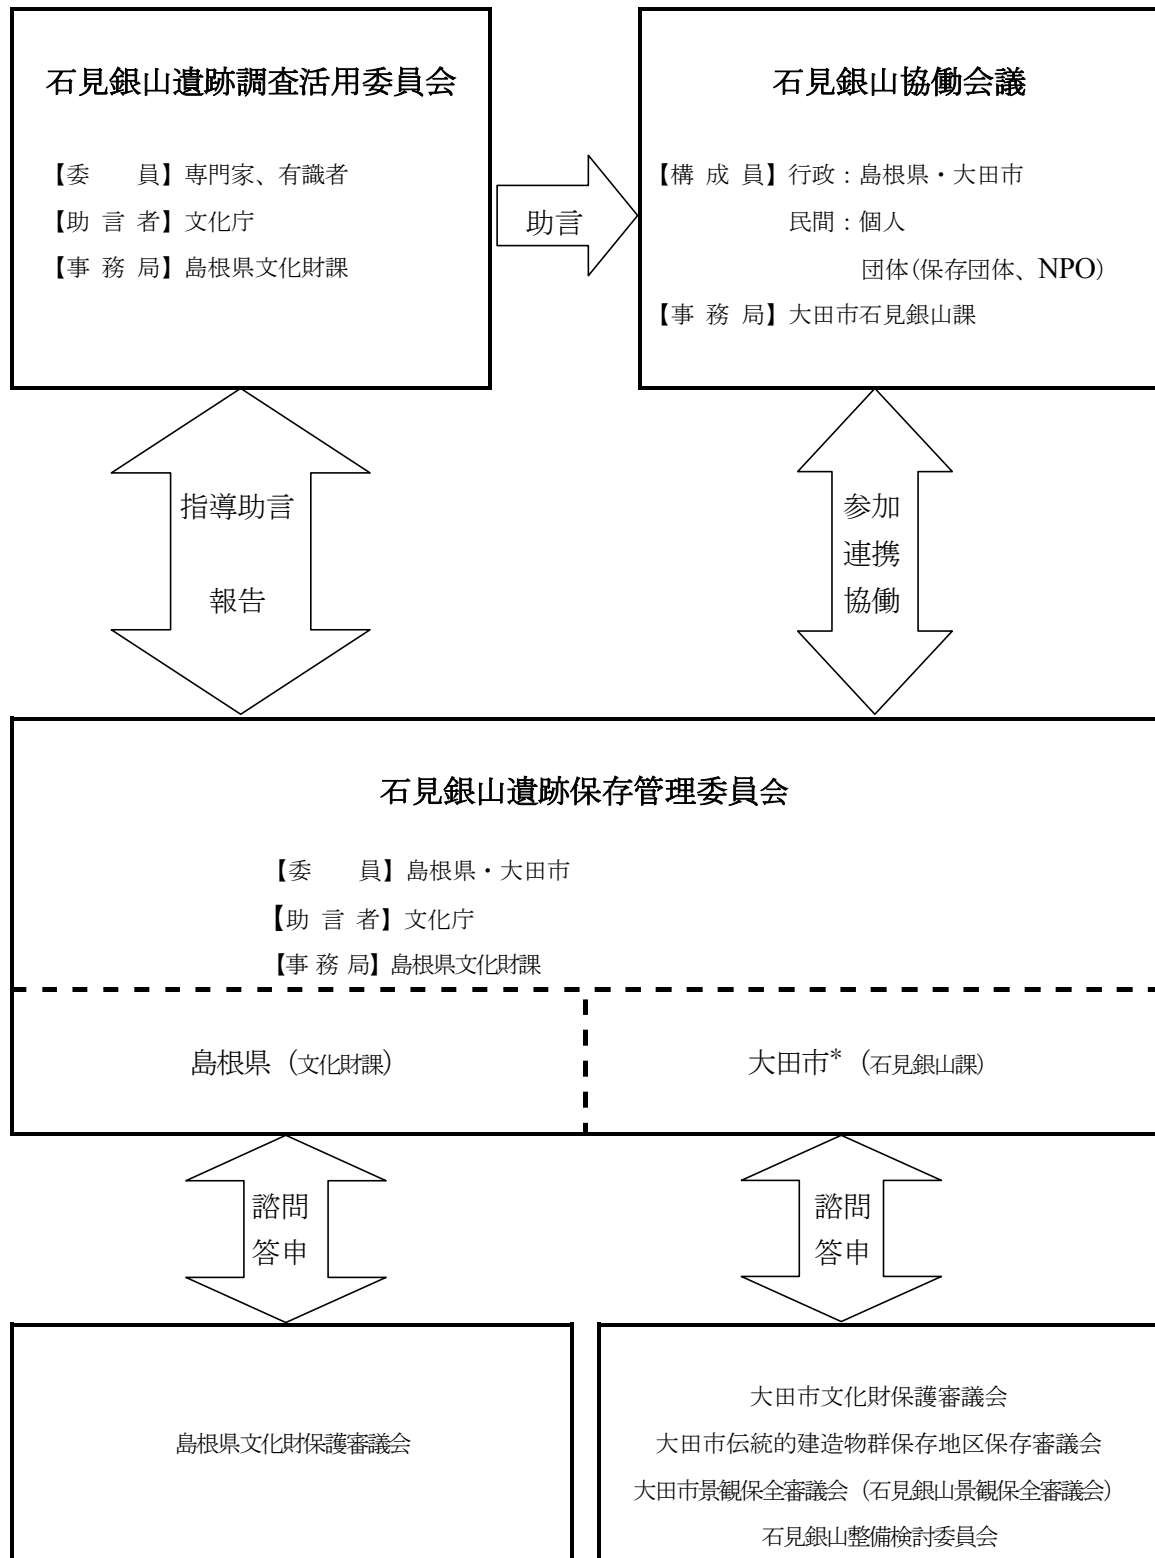 石見銀山遺跡調査活用委員会
【委　　員】専門家、有識者
【助 言 者】文化庁
【事 務 局】島根県文化財課
助言
石見銀山協働会議
【構 成 員】行政：島根県・大田市
民間：個人
団体(保存団体、NPO)
【事 務 局】大田市石見銀山課
指導助言
報告
参加
連携
協働
石見銀山遺跡保存管理委員会
【委　　員】島根県・大田市
【助 言 者】文化庁
【事 務 局】島根県文化財課
島根県（文化財課）
大田市*（石見銀山課）
諮問
答申
諮問
答申
島根県文化財保護審議会
大田市文化財保護審議会
大田市伝統的建造物群保存地区保存審議会
大田市景観保全審議会（石見銀山景観保全審議会）
石見銀山整備検討委員会